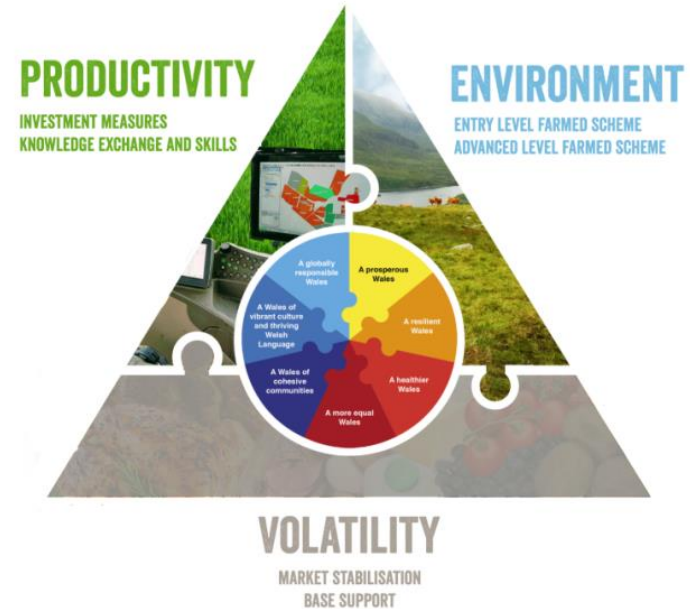 PRODUCTIVITY
INVESTMENT MEASURES
KNOWLEDGE EXCHANGE AND SKILLS
ENVIRONMENT
ENTRY LEVEL FARMED SCHEME
ADVANCED LEVEL FARMED SCHEME
A globally
responsible
Wales
A prosperous
Wales
A Wales of
vibrant culture
and thriving
Welsh
Language
A resilient
Wales
A Wales of
cohesive
communities
A healthier
Wales
A more equal
Wales
VOLATILITY
MARKET STABILISATION
BASE SUPPORT